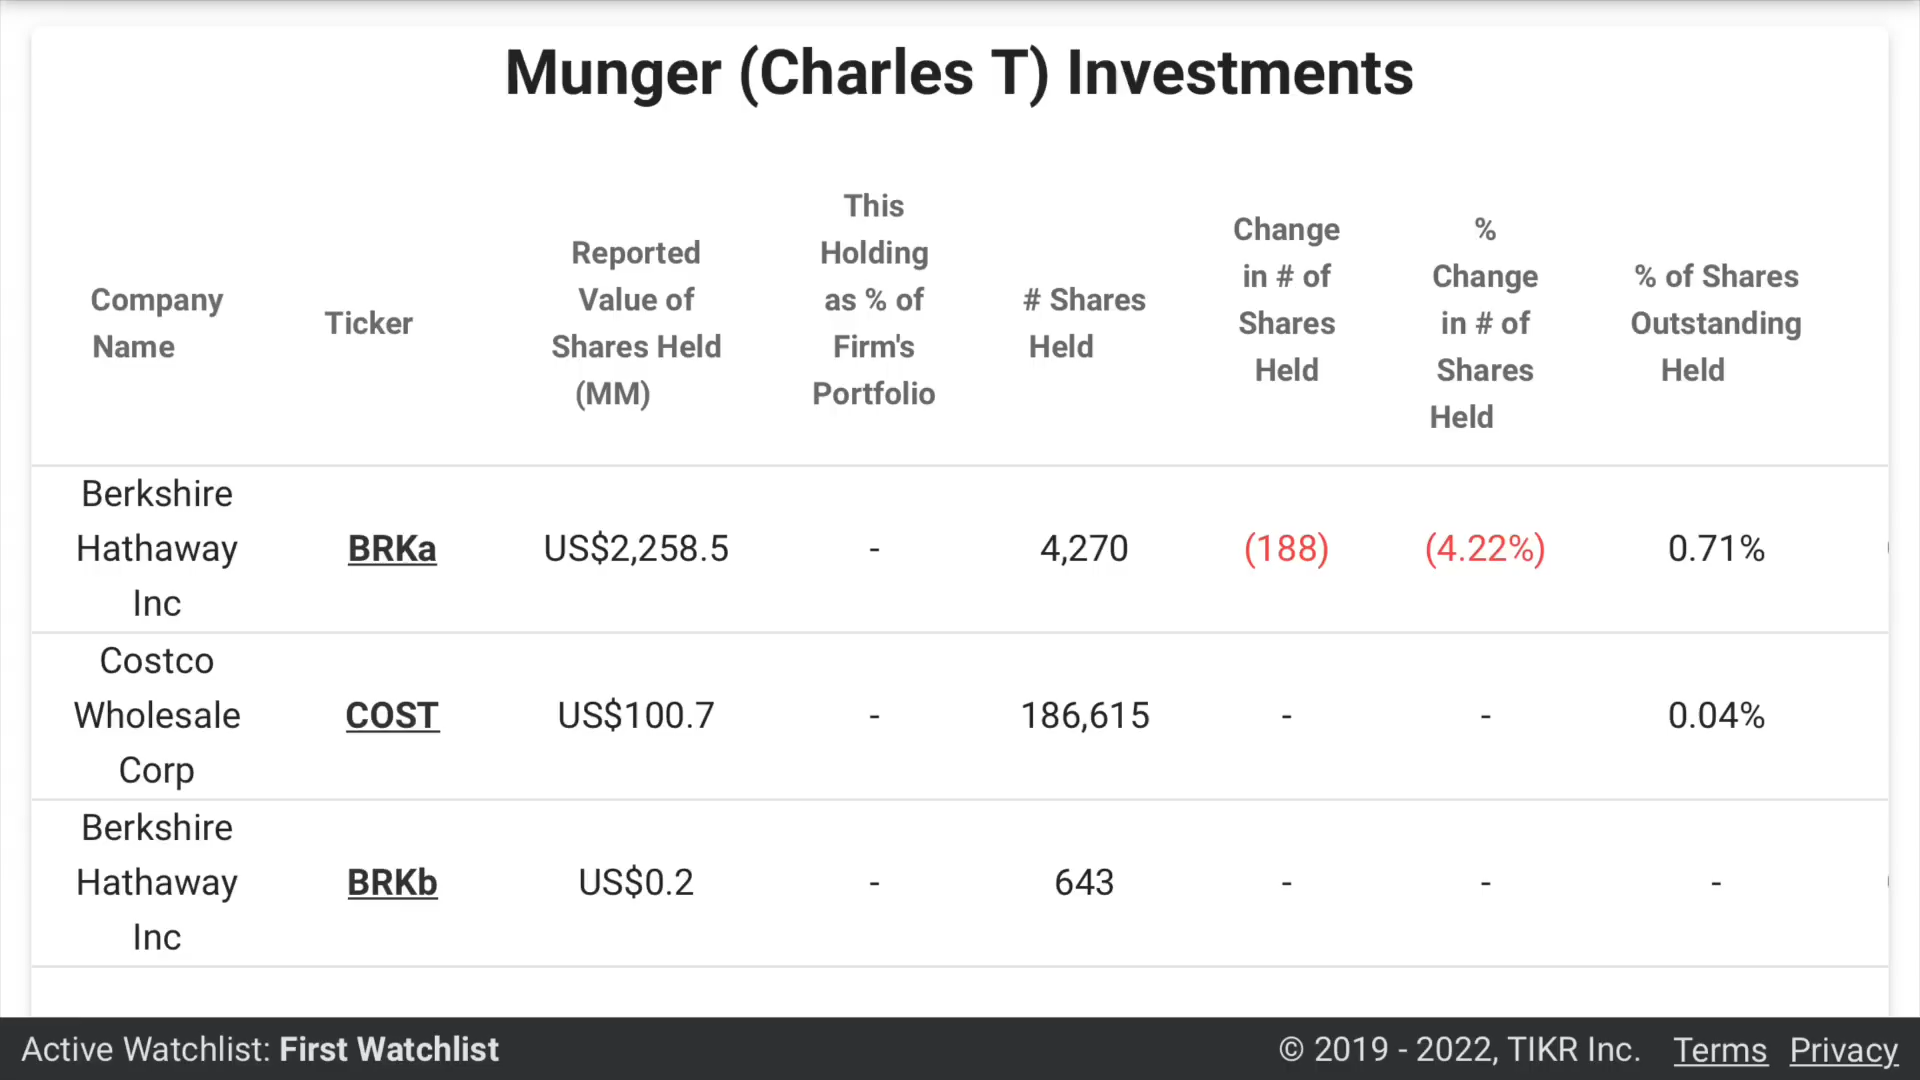 Munger (Charles T) Investments
Company
Name
Ticker
Reported
Value of
Shares Held
(MM)
This
Holding
as % of
Firm's
Portfolio
# Shares
Held
Change
in # of
Shares
Held
%
Change
in # of
Shares
Held
% of Shares
Outstanding
Held
Berkshire
Hathaway
Inc
BRKa
US$2,258.5
-
4,270
(188)
(4.22%)
0.71%
Costco
Wholesale
Corp
COST
US$100.7
-
186,615
-
-
0.04%
Berkshire
Hathaway
Inc
BRKb
US$0.2
-
643
-
-
-
Active Watchlist: First Watchlist
© 2019 - 2022, TIKR Inc. Terms Privacy